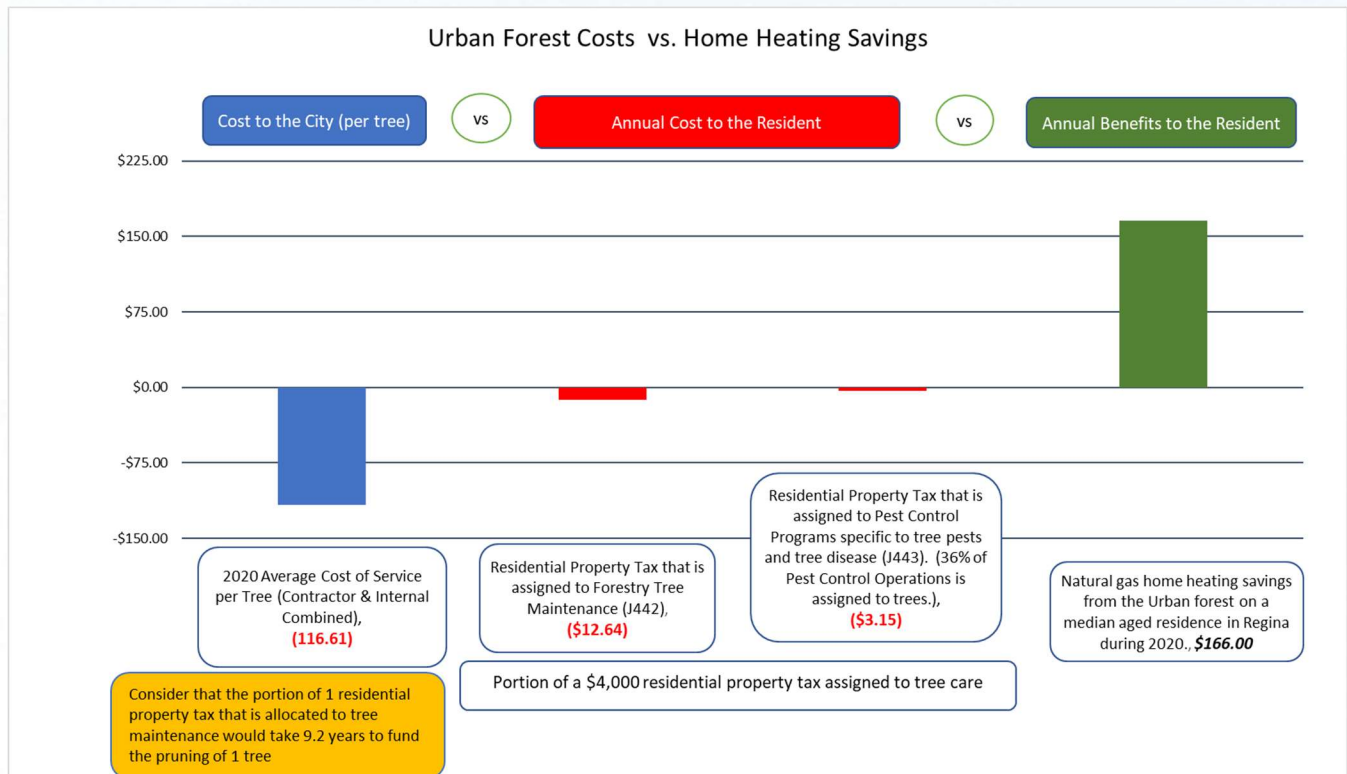 Urban Forest Costs vs. Home Heating Savings
Cost to the City (per tree)
vs
Annual Cost to the Resident
vs
Annual Benefits to the Resident
$225.00
$150.00
$75.00
$0.00
-$75.00
-$150.00
2020 Average Cost of Service
per Tree (Contractor & Internal
Combined),
(116.61)
Residential Property Tax that is
assigned to Forestry Tree
Maintenance (J442),
($12.64)
Residential Property Tax that is
assigned to Pest Control
Programs specific to tree pests
and tree disease (J443). (36% of
Pest Control Operations is
assigned to trees.),
($3.15)
Natural gas home heating savings
from the Urban forest on a
median aged residence in Regina
during 2020., $166.00
Portion of a $4,000 residential property tax assigned to tree care
Consider that the portion of 1 residential
property tax that is allocated to tree
maintenance would take 9.2 years to fund
the pruning of 1 tree